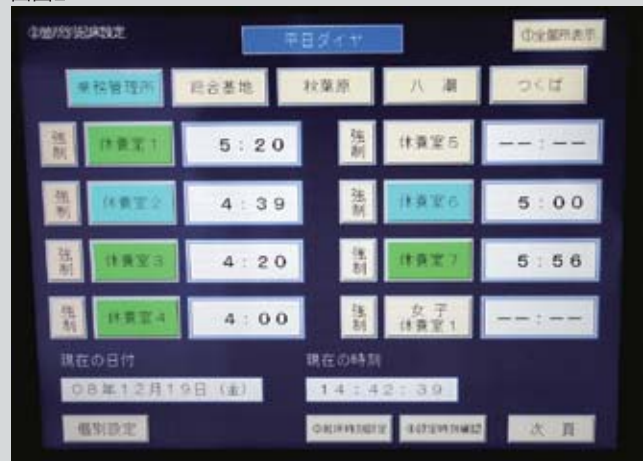 平日ダイヤ
①全箇所表示
業務管理所 総合基地 秋葉原 八潮 つくば
強制 休養室1 5:20 強制 休養室5 --:--
強制 休養室2 4:39 強制 休養室6 5:00
強制 休養室3 4:20 強制 休養室7 5:56
強制 休養室4 4:00 強制 女子休養室1 --:--
現在の日付 現在の時刻
08年12月19日(金) 14:42:39
個別設定 次頁